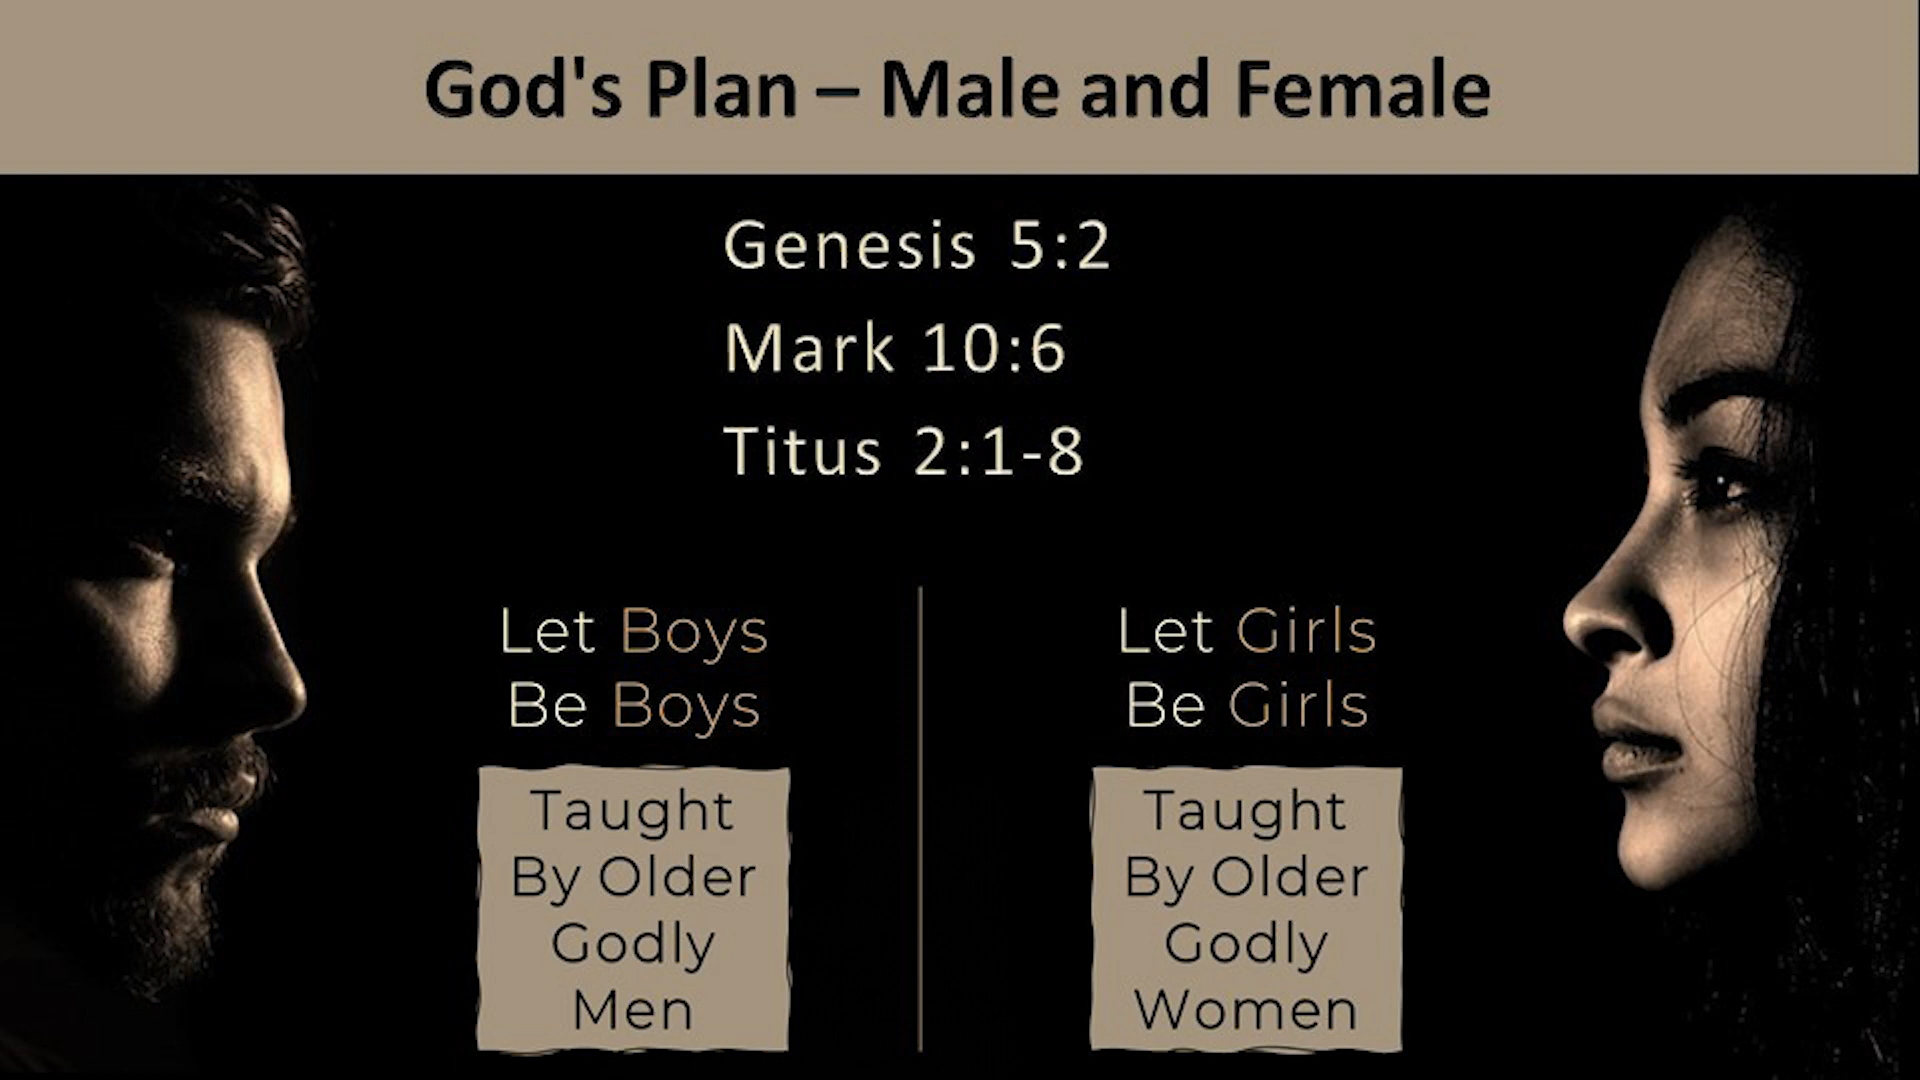 God's Plan – Male and Female
Genesis 5:2
Mark 10:6
Titus 2:1-8
Let Boys
Be Boys
Taught
By Older
Godly
Men
Let Girls
Be Girls
Taught
By Older
Godly
Women